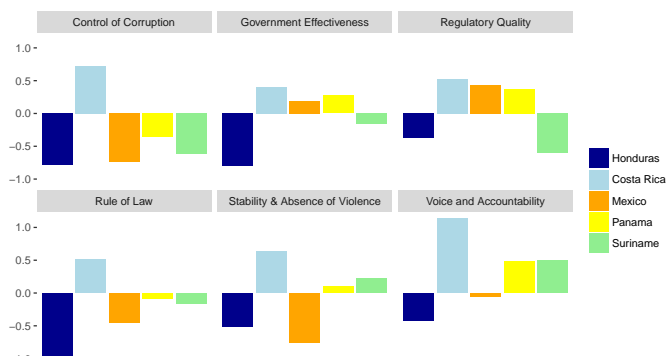 Control of Corruption Government Effectiveness Regulatory Quality
1.0
0.5
0.0
−0.5
−1.0
Rule of Law Stability & Absence of Violence Voice and Accountability
1.0
0.5
0.0
−0.5
Honduras
Costa Rica
Mexico
Panama
Suriname